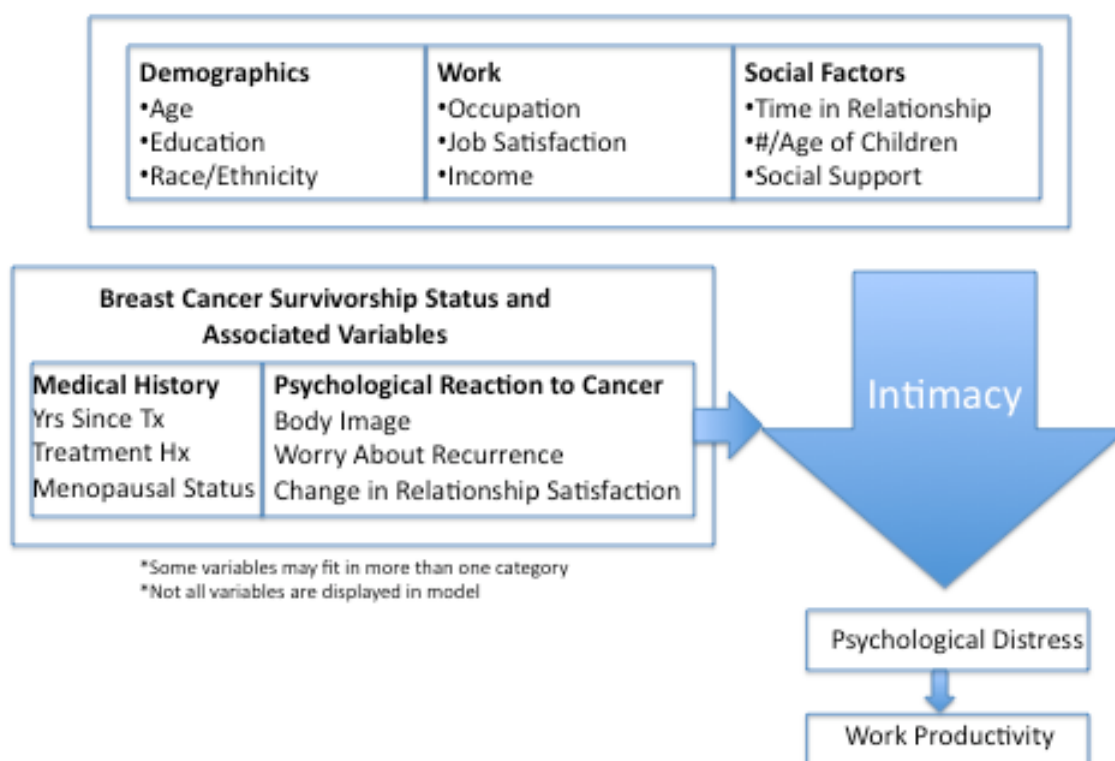 Demographics
•Age
•Education
•Race/Ethnicity
Work
•Occupation
•Job Satisfaction
•Income
Social Factors
•Time in Relationship
•#/Age of Children
•Social Support
Breast Cancer Survivorship Status and
Associated Variables
Medical History
Yrs Since Tx
Treatment Hx
Menopausal Status
Psychological Reaction to Cancer
Body Image
Worry About Recurrence
Change in Relationship Satisfaction
*Some variables may fit in more than one category
*Not all variables are displayed in model
Intimacy
Psychological Distress
Work Productivity